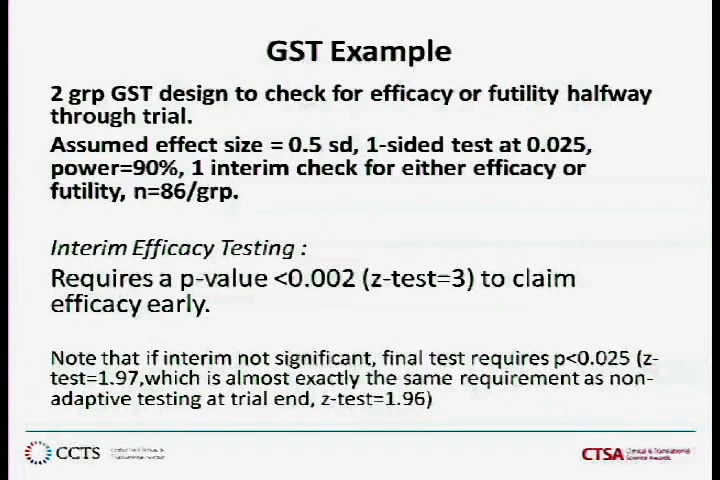 GST Example
2 grp GST design to check for efficacy or futility halfway
through trial.
Assumed effect size = 0.5 sd, 1-sided test at 0.025,
power=90%, 1 interim check for either efficacy or
futility, n=86/grp.
Interim Efficacy Testing :
Requires a p-value <0.002 (z-test=3) to claim
efficacy early.
Note that if interim not significant, final test requires p<0.025 (z-
test=1.97,which is almost exactly the same requirement as non-
adaptive testing at trial end, z-test=1.96)
CCTS
CTSA Clinical & Translational
Science Awards